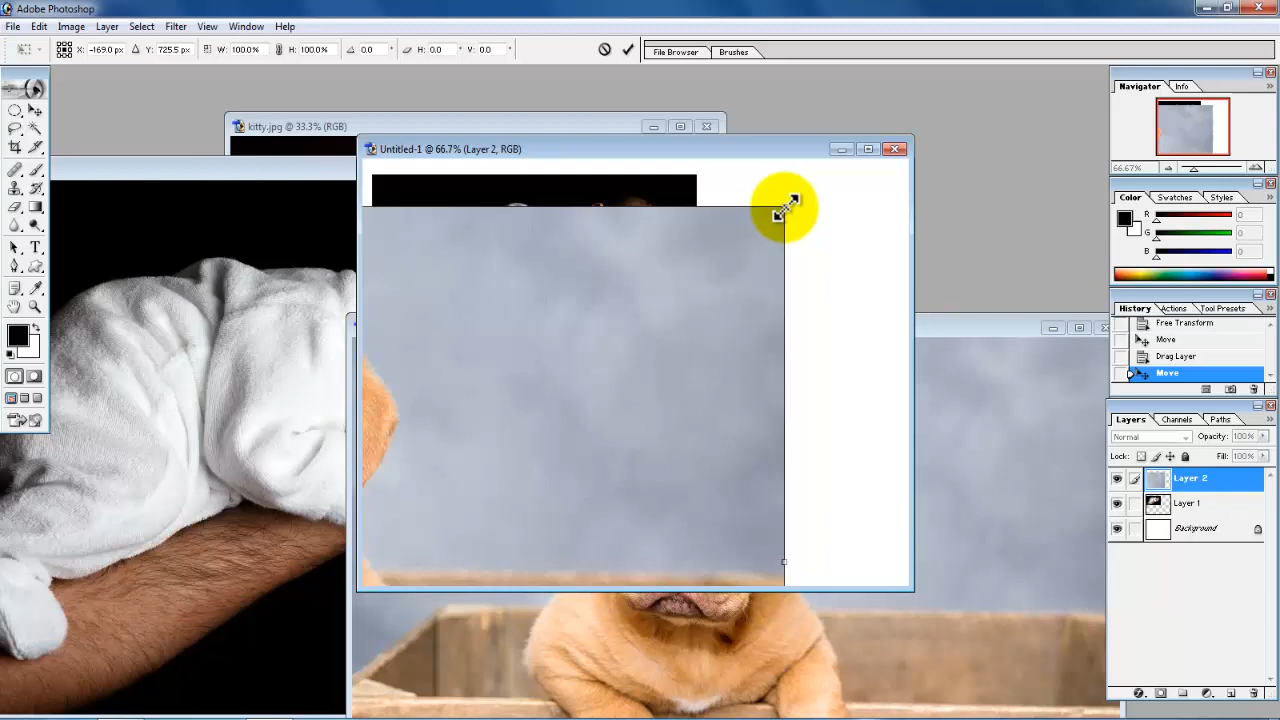 Adobe Photoshop
File Edit Image Layer Select Filter View Window Help
X: -169.0 px Y: 725.5 px W: 100.0% H: 100.0% 0.0 ° H: 0.0 ° V: 0.0 °
File Browser Brushes
Navigator Info
66.67%
kitty.jpg @ 33.3% (RGB)
Untitled-1 @ 66.7% (Layer 2, RGB)
Color Swatches Styles
R 0
G 0
B 0
History Actions Tool Presets
Free Transform
Move
Drag Layer
Move
Layers Channels Paths
Normal Opacity: 100%
Lock: Fill: 100%
Layer 2
Layer 1
Background
T